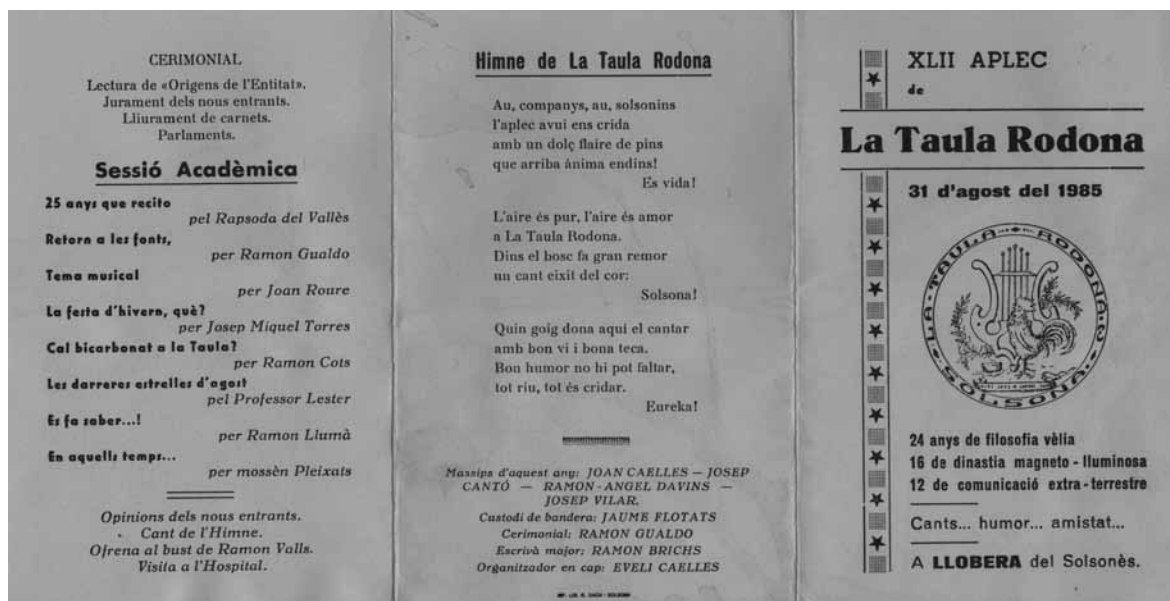 CERIMONIAL
Lectura de «Orígens de l'Entitat».
Jurament dels nous entrants.
Lliurament de carnets.
Parlaments.
Sessió Acadèmica
25 anys que recito
pel Rapsoda del Vallès
Retorn a les fonts,
per Ramon Gualdo
Tema musical
per Joan Roure
La festa d'hivern, què?
per Josep Miquel Torres
Cal bicarbonat a la Taula?
per Ramon Cots
Les darreres estrelles d'agost
pel Professor Lester
Es fa saber...!
per Ramon Llumà
En aquells temps...
per mossèn Pleixats
Opinions dels nous entrants.
Cant de l'Himne.
Ofrena al bust de Ramon Valls.
Visita a l'Hospital.
Himne de La Taula Rodona
Au, companys, au, solsonins
l'aplec avui ens crida
amb un dolç flaire de pins
que arriba ànima endins!
Es vida!
L'aire és pur, l'aire és amor
a La Taula Rodona.
Dins el bosc fa gran remor
un cant eixit del cor:
Solsona!
Quin goig dona aquí el cantar
amb bon vi i bona teca.
Bon humor no hi pot faltar,
tot riu, tot és cridar.
Eureka!
Massips d'aquest any: JOAN CAELLES — JOSEP
CANTÓ — RAMON-ANGEL DAVINS —
JOSEP VILAR.
Custodi de bandera: JAUME FLOTATS
Cerimonial: RAMON GUALDO
Escrivà major: RAMON BRICHS
Organitzador en cap: EVELI CAELLES
XLII APLEC
de
La Taula Rodona
31 d'agost del 1985
LA·TAULA·RODONA·
SOLSONA
24 anys de filosofia vèlia
16 de dinastia magneto - lluminosa
12 de comunicació extra - terrestre
Cants... humor... amistat...
A LLOBERA del Solsonès.